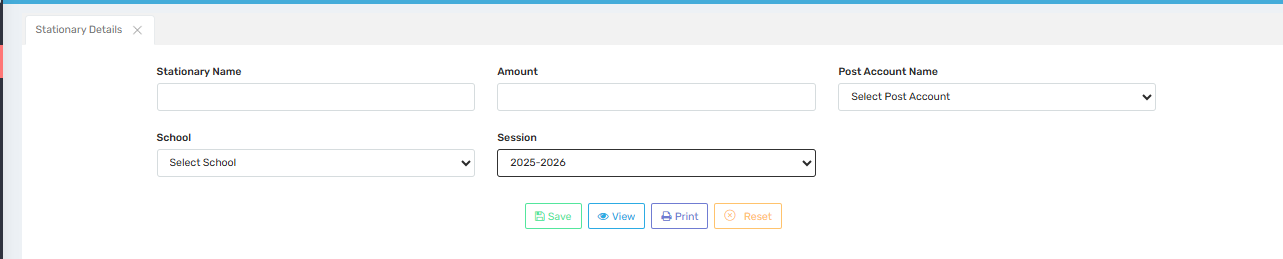 Stationary Details
Stationary Name Amount Post Account Name
Select Post Account
School Session
Select School 2025-2026
Save View Print Reset